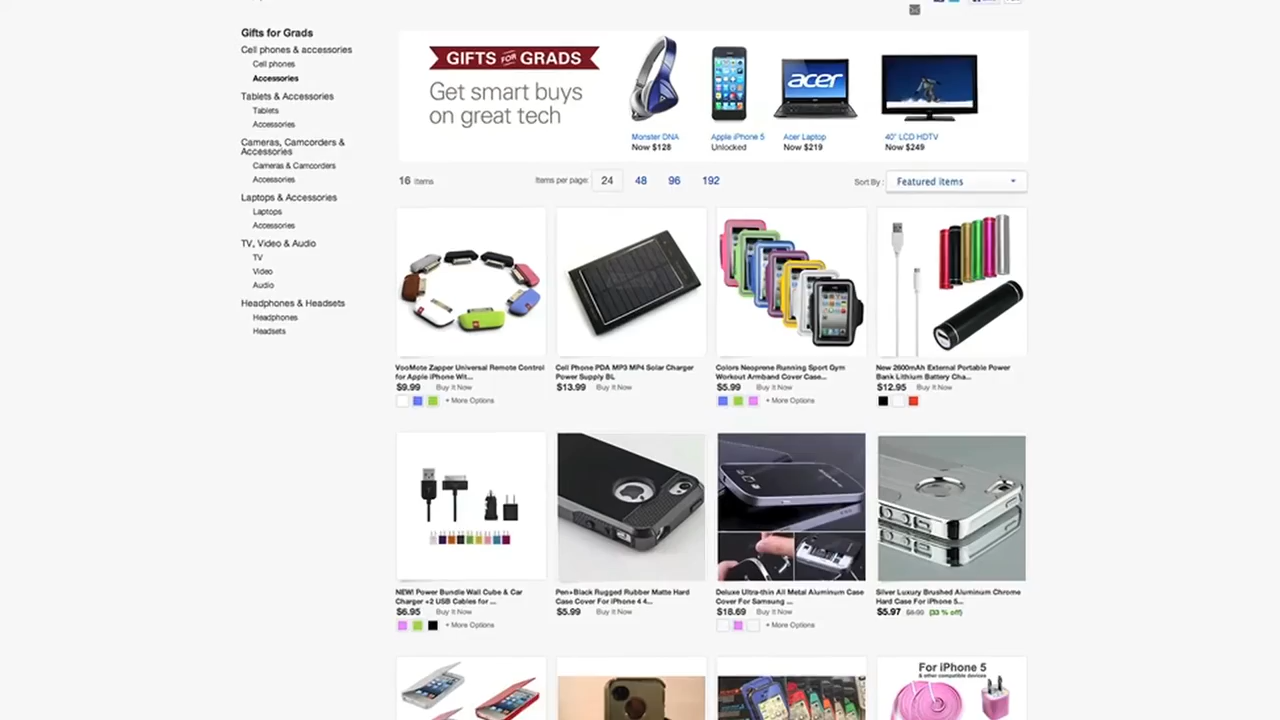 Gifts for Grads
Cell phones & accessories
Cell phones
Accessories
Tablets & Accessories
Tablets
Accessories
Cameras, Camcorders &
Accessories
Cameras & Camcorders
Accessories
Laptops & Accessories
Laptops
Accessories
TV, Video & Audio
TV
Video
Audio
Headphones & Headsets
Headphones
Headsets
GIFTS FOR GRADS
Get smart buys
on great tech
acer
Monster DNA
Now $128
Apple iPhone 5
Unlocked
Acer Laptop
Now $219
40" LCD HDTV
Now $249
16 items
Items per page: 24 48 96 192
Sort By : Featured items
VooMote Zapper Universal Remote Control
for Apple iPhone Wit...
$9.99 Buy It Now
+ More Options
Cell Phone PDA MP3 MP4 Solar Charger
Power Supply BL
$13.99 Buy It Now
Colors Neoprene Running Sport Gym
Workout Armband Cover Case...
$5.99 Buy It Now
+ More Options
New 2600mAh External Portable Power
Bank Lithium Battery Cha...
$12.95 Buy It Now
NEW! Power Bundle Wall Cube & Car
Charger +2 USB Cables for ...
$6.95 Buy It Now
+ More Options
Pen+Black Rugged Rubber Matte Hard
Case Cover For iPhone 4 4...
$5.99 Buy It Now
Deluxe Ultra-thin All Metal Aluminum Case
Cover For Samsung ...
$18.69 Buy It Now
+ More Options
Silver Luxury Brushed Aluminum Chrome
Hard Case For iPhone 5...
$5.97 $8.99 (33 % off)
For iPhone 5
& other compatible devices